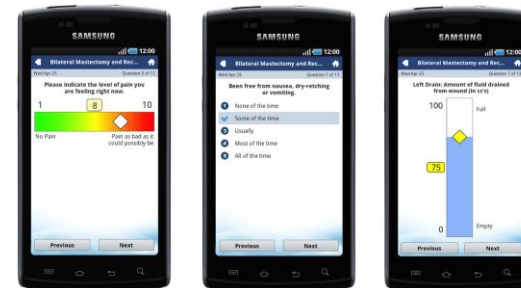 SAMSUNG
12:00
Bilateral Mastectomy and Rec...
Wed Apr 25
Question 3 of 13
Please indicate the level of pain you
are feeling right now.
1
8
10
No Pain
Pain as bad as it
could possibly be
Previous
Next
SAMSUNG
12:00
Bilateral Mastectomy and Rec...
Wed Apr 25
Question 1 of 13
Been free from nausea, dry-retching
or vomiting.
None of the time
Some of the time
3 Usually
4 Most of the time
5 All of the time
Previous
Next
SAMSUNG
12:00
Bilateral Mastectomy and Rec...
Wed Apr 25
Question 7 of 13
Left Drain: Amount of fluid drained
from wound (in cc's)
100
Full
75
0
Empty
Previous
Next